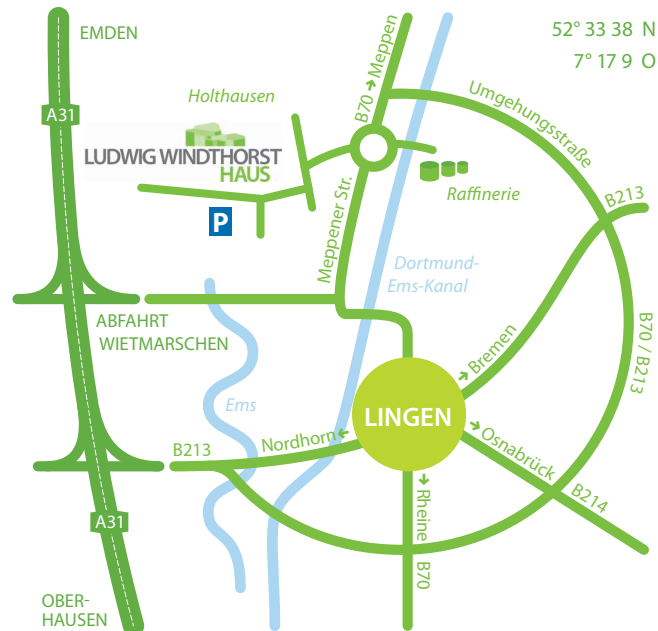 EMDEN
52° 33 38 N
7° 17 9 O
A31
Holthausen
B70 → Meppen
Umgehungsstraße
LUDWIG WINDTHORST
HAUS
Raffinerie
B213
P
Meppener Str.
Dortmund-
Ems-Kanal
ABFAHRT
WIETMARSCHEN
B70 / B213
→ Bremen
Ems
LINGEN
B213
Nordhorn ←
→ Osnabrück
B214
→ Rheine
B70
A31
OBER-
HAUSEN